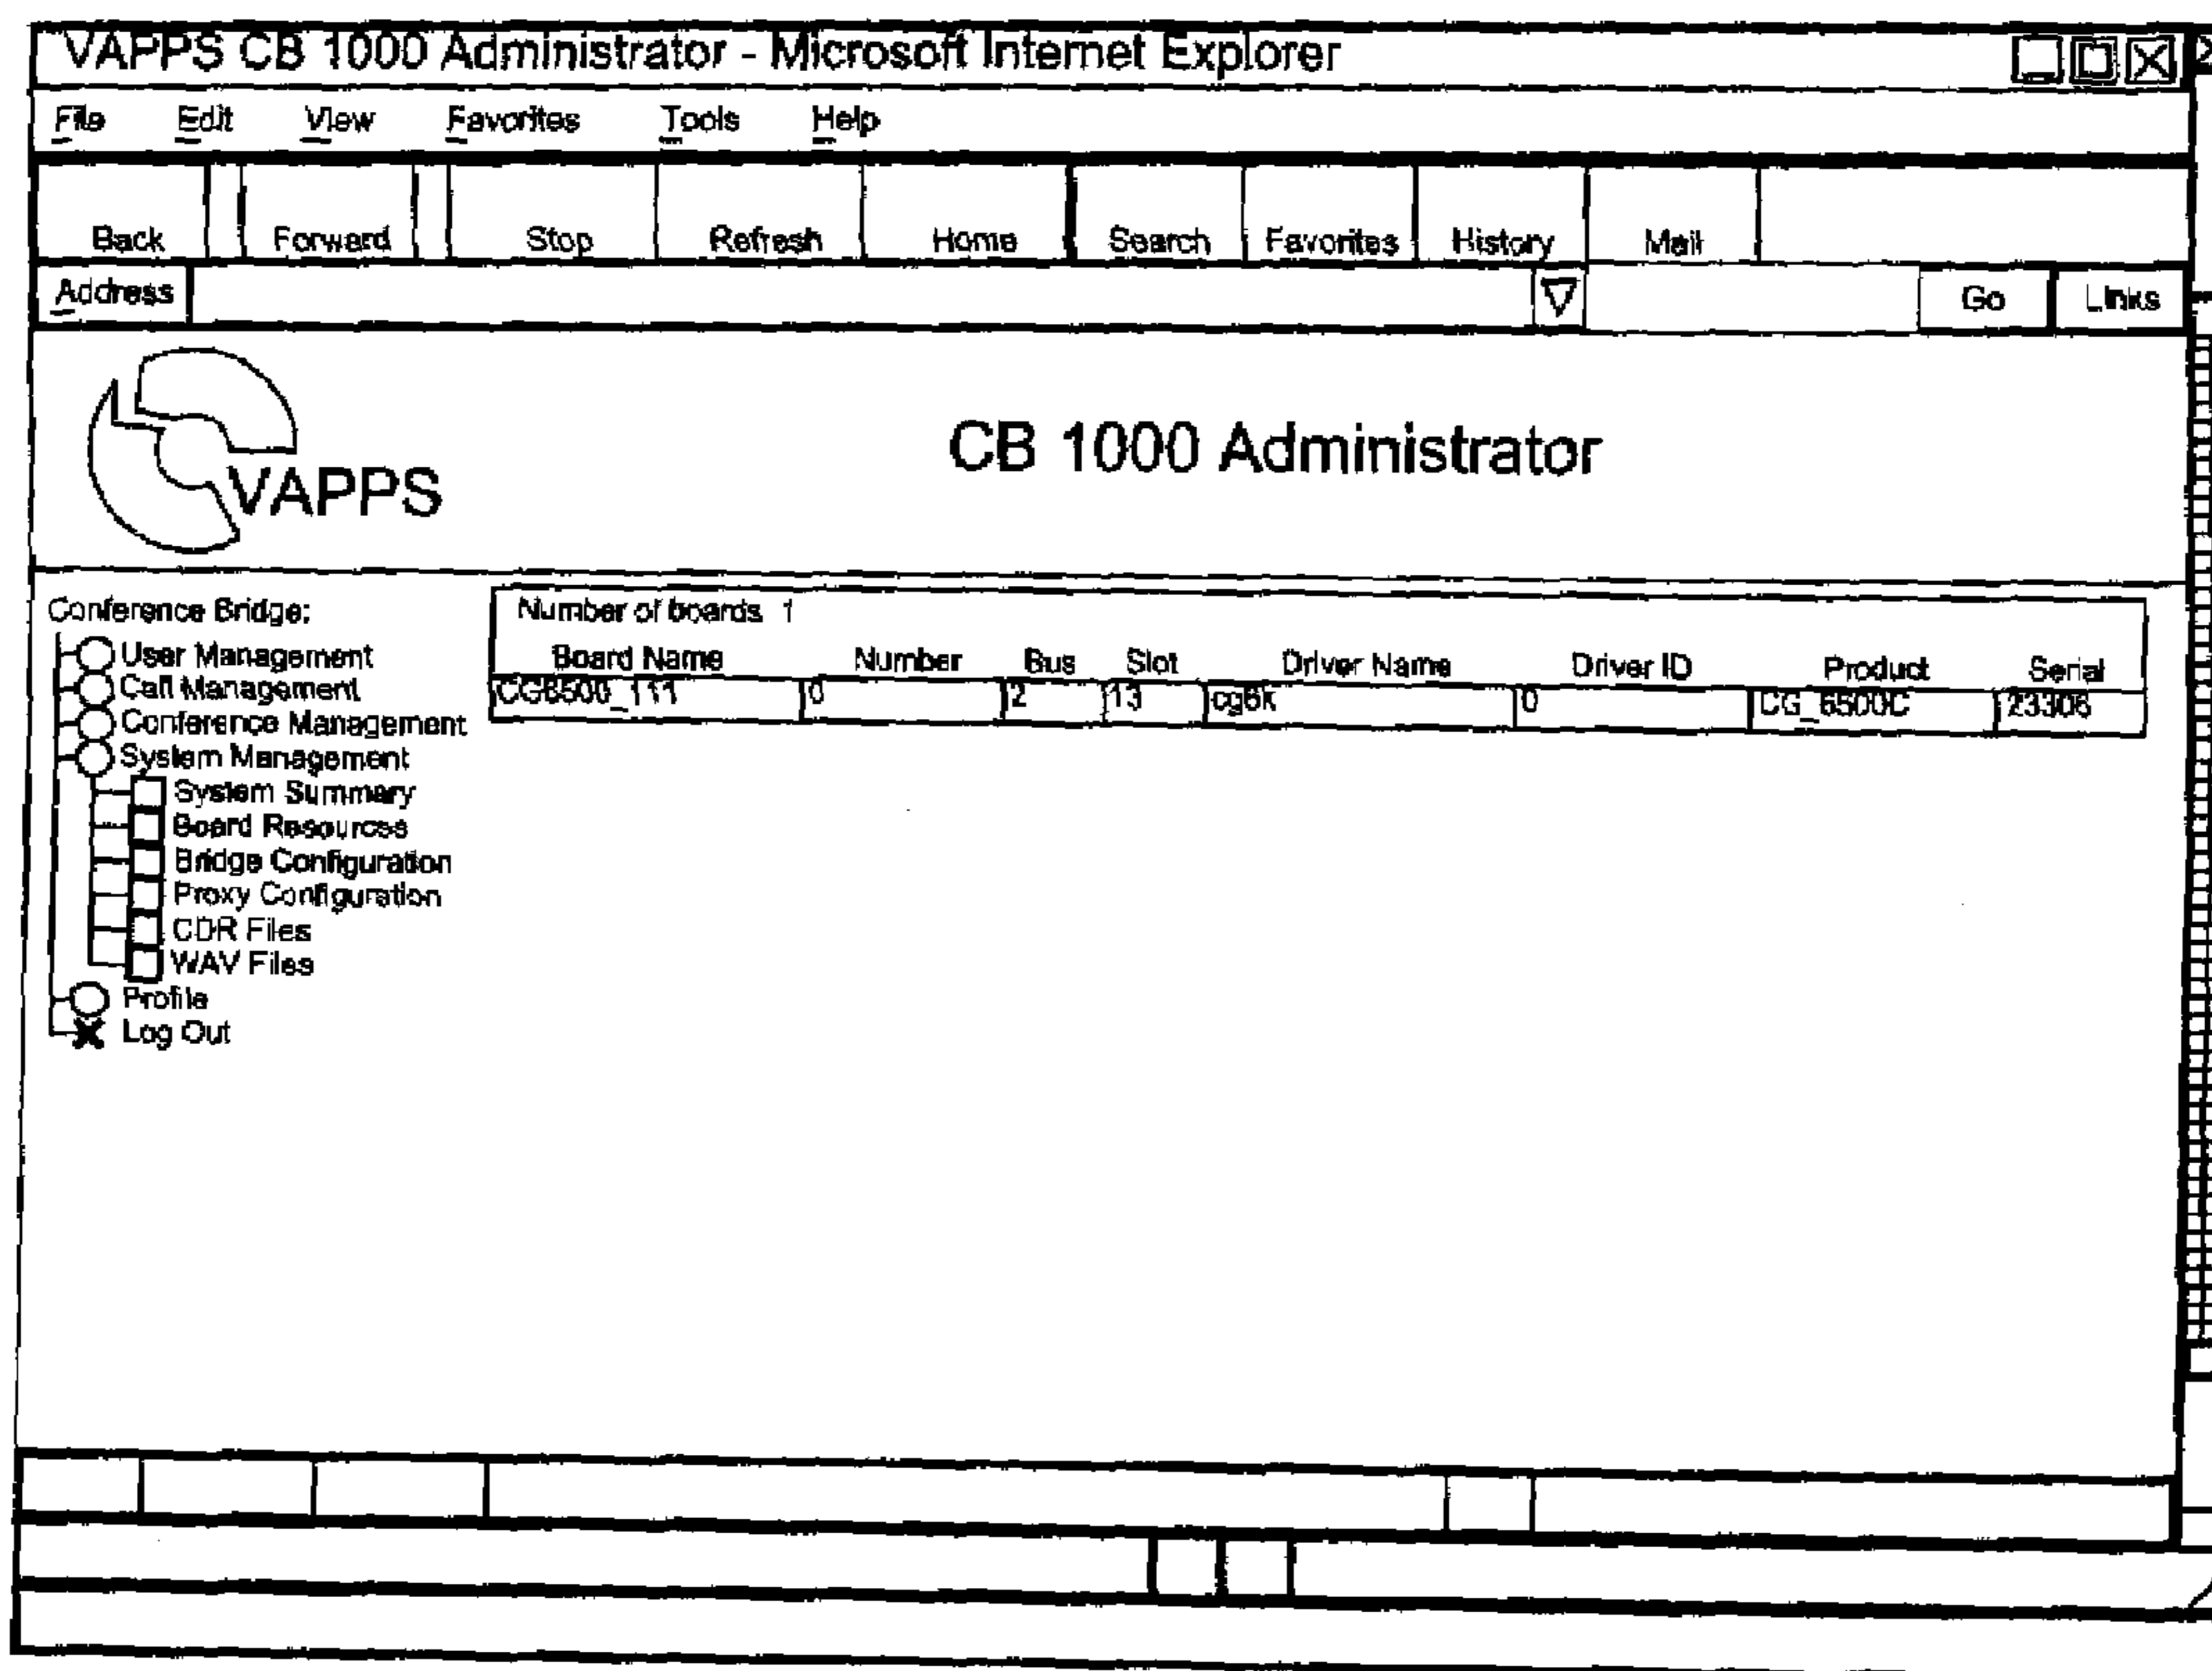 VAPPS CB 1000 Administrator - Microsoft Internet Explorer
File Edit View Favorites Tools Help
Back Forward Stop Refresh Home Search Favorites History Mail
Address Go Links
VAPPS
CB 1000 Administrator
Conference Bridge:
User Management
Call Management
Conference Management
System Management
System Summary
Board Resources
Bridge Configuration
Proxy Configuration
CDR Files
WAV Files
Profile
Log Out
Number of boards 1
Board Name Number Bus Slot Driver Name Driver ID Product Serial
CG6500_111 0 2 13 cg6k 0 CG_6500C 23306